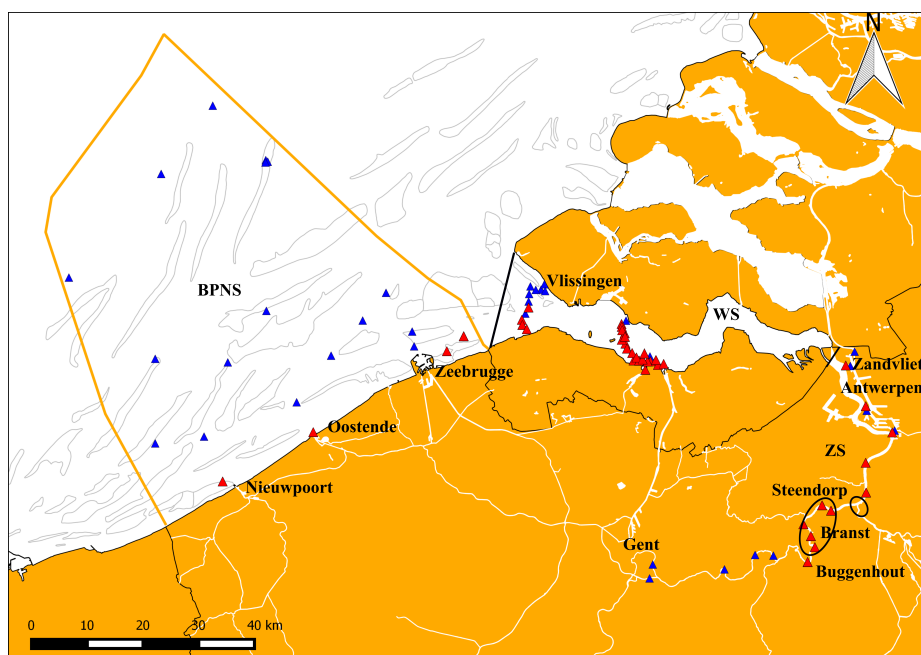 N
Vlissingen
BPNS
WS
Zeebrugge
Zandvliet
Antwerpen
Oostende
ZS
Nieuwpoort
Steendorp
Branst
Gent
Buggenhout
0 10 20 30 40 km